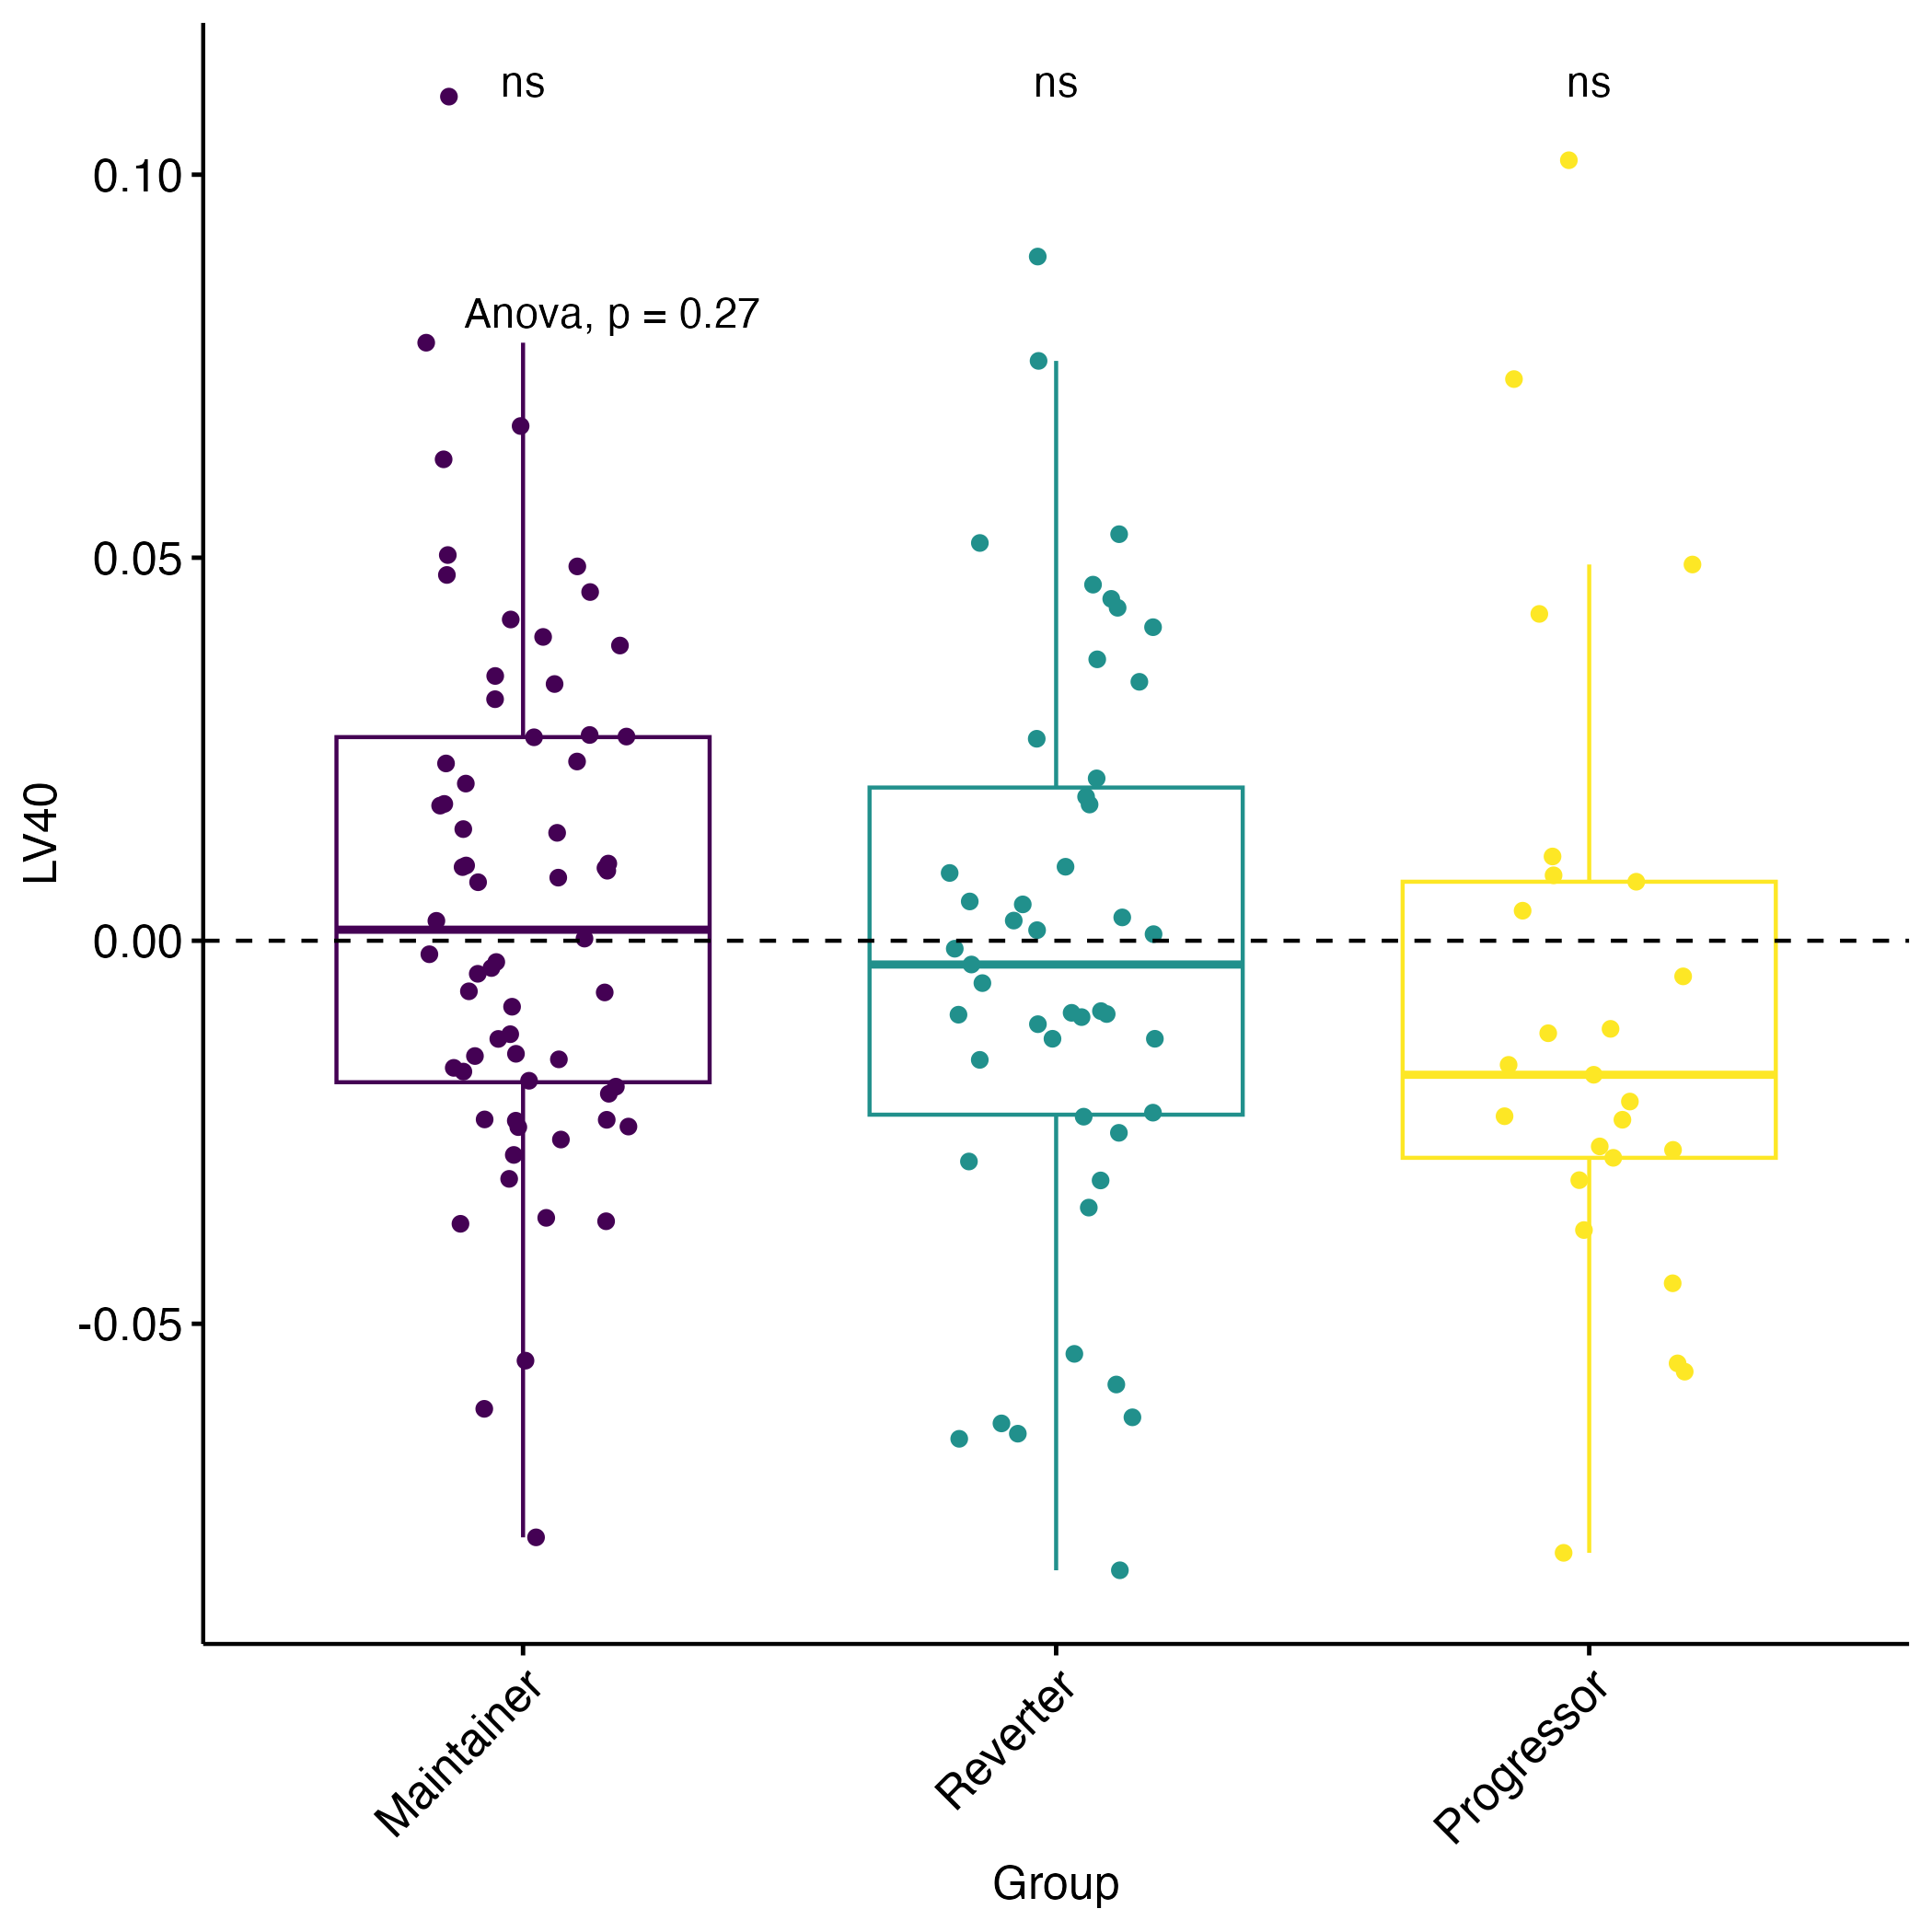 ns ns ns
Anova, p = 0.27
0.10
0.05
0.00
-0.05
LV40
Maintainer Reverter Progressor
Group